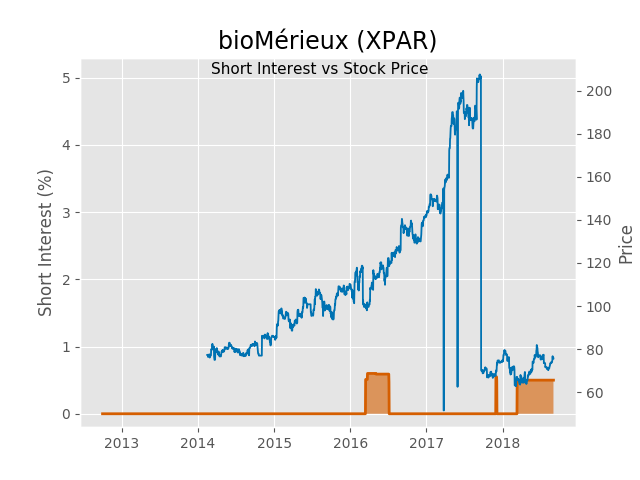 bioMérieux (XPAR)
Short Interest vs Stock Price
Short Interest (%)
5
4
3
2
1
0
200
180
160
140
120
100
80
60
Price
2013 2014 2015 2016 2017 2018